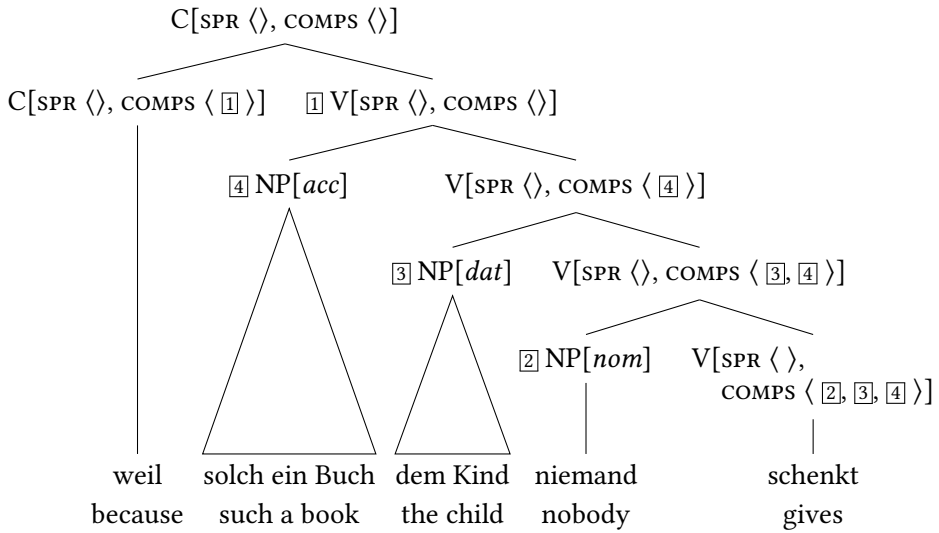 C[SPR ⟨⟩, COMPS ⟨⟩]
C[SPR ⟨⟩, COMPS ⟨ 1 ⟩] 1 V[SPR ⟨⟩, COMPS ⟨⟩]
4 NP[acc] V[SPR ⟨⟩, COMPS ⟨ 4 ⟩]
3 NP[dat] V[SPR ⟨⟩, COMPS ⟨ 3, 4 ⟩]
2 NP[nom] V[SPR ⟨ ⟩,
COMPS ⟨ 2, 3, 4 ⟩]
weil solch ein Buch dem Kind niemand schenkt
because such a book the child nobody gives